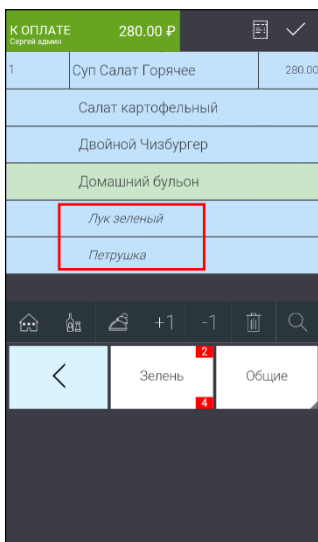 К ОПЛАТЕ 280.00 ₽
Сергей админ
1 Суп Салат Горячее 280.00
Салат картофельный
Двойной Чизбургер
Домашний бульон
Лук зеленый
Петрушка
+1 -1
2
Зелень Общие
4